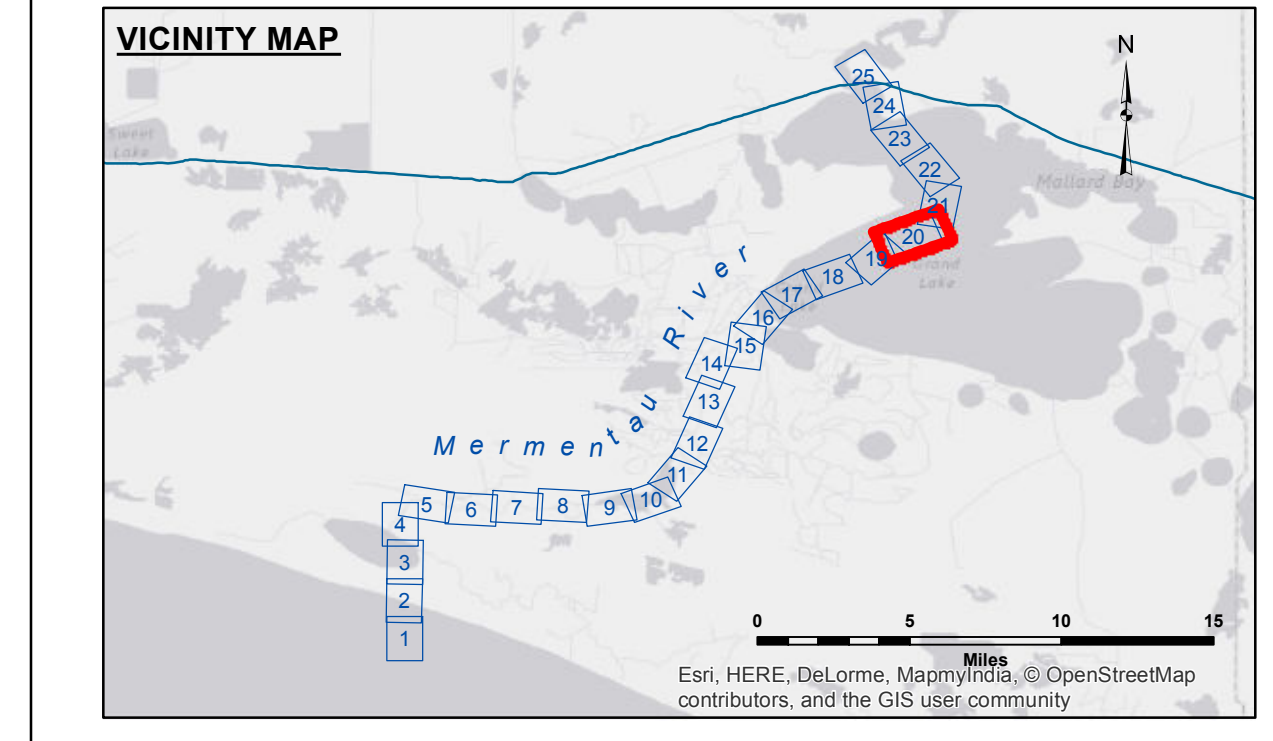 VICINITY MAP
N
25
24
23
22
21
20
19
18
17
16
15
14
13
12
11
10
9
8
7
6
5
4
3
2
1
Sweet
Lake
Mallard Bay
Grand
Lake
Mermentau River
0 5 10 15
Miles
Esri, HERE, DeLorme, MapmyIndia, © OpenStreetMap
contributors, and the GIS user community